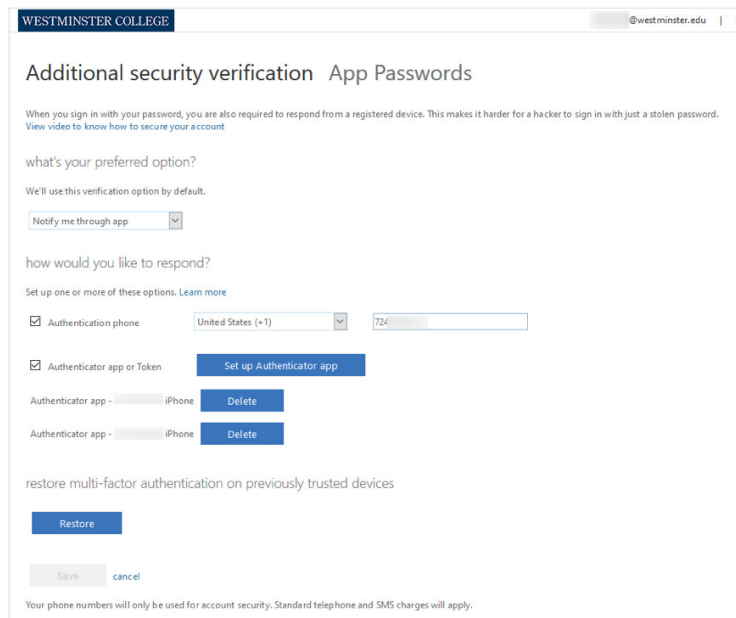 WESTMINSTER COLLEGE
@westminster.edu |
Additional security verification App Passwords
When you sign in with your password, you are also required to respond from a registered device. This makes it harder for a hacker to sign in with just a stolen password.
View video to know how to secure your account
what's your preferred option?
We'll use this verification option by default.
Notify me through app
how would you like to respond?
Set up one or more of these options. Learn more
Authentication phone United States (+1) 724
Authenticator app or Token Set up Authenticator app
Authenticator app - iPhone Delete
Authenticator app - iPhone Delete
restore multi-factor authentication on previously trusted devices
Restore
Save cancel
Your phone numbers will only be used for account security. Standard telephone and SMS charges will apply.